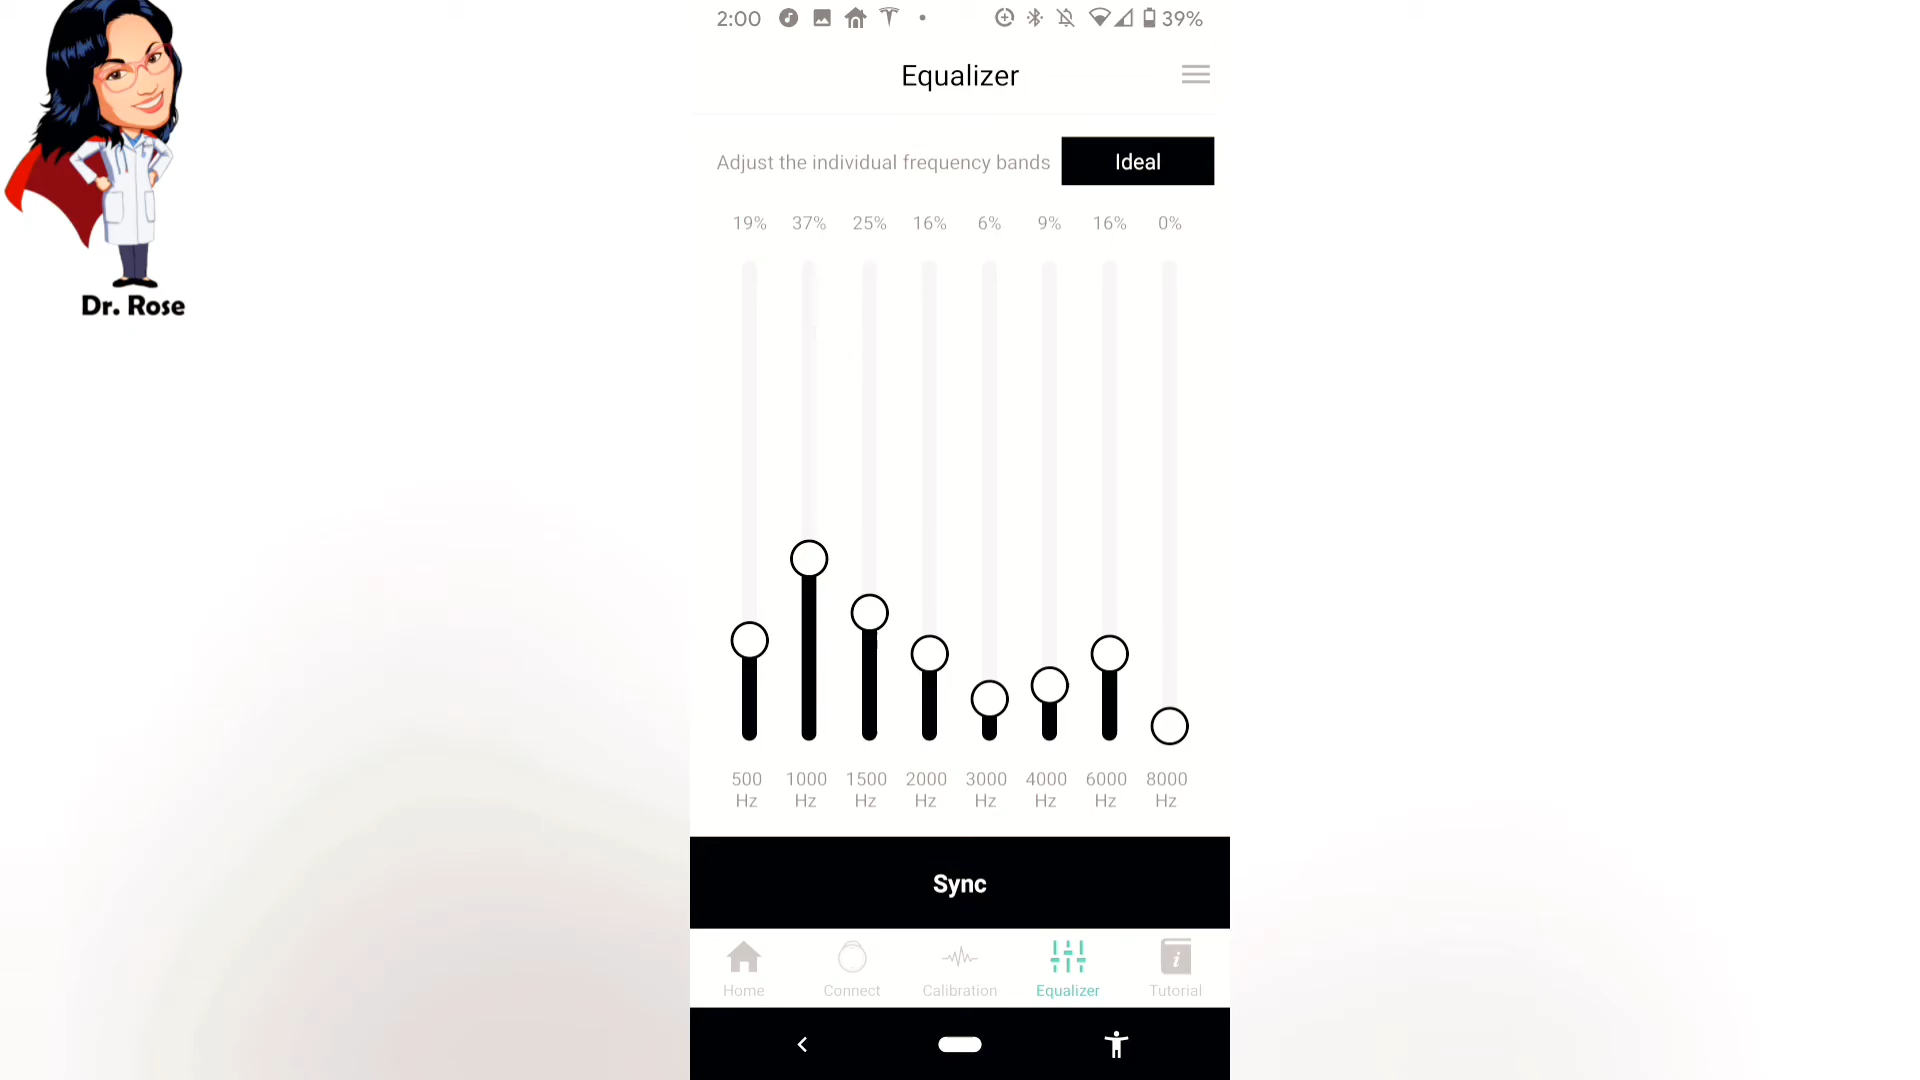 2:00
39%
Equalizer
Adjust the individual frequency bands
Ideal
19% 37% 25% 16% 6% 9% 16% 0%
500 Hz
1000 Hz
1500 Hz
2000 Hz
3000 Hz
4000 Hz
6000 Hz
8000 Hz
Sync
Home
Connect
Calibration
Equalizer
Tutorial
Dr. Rose